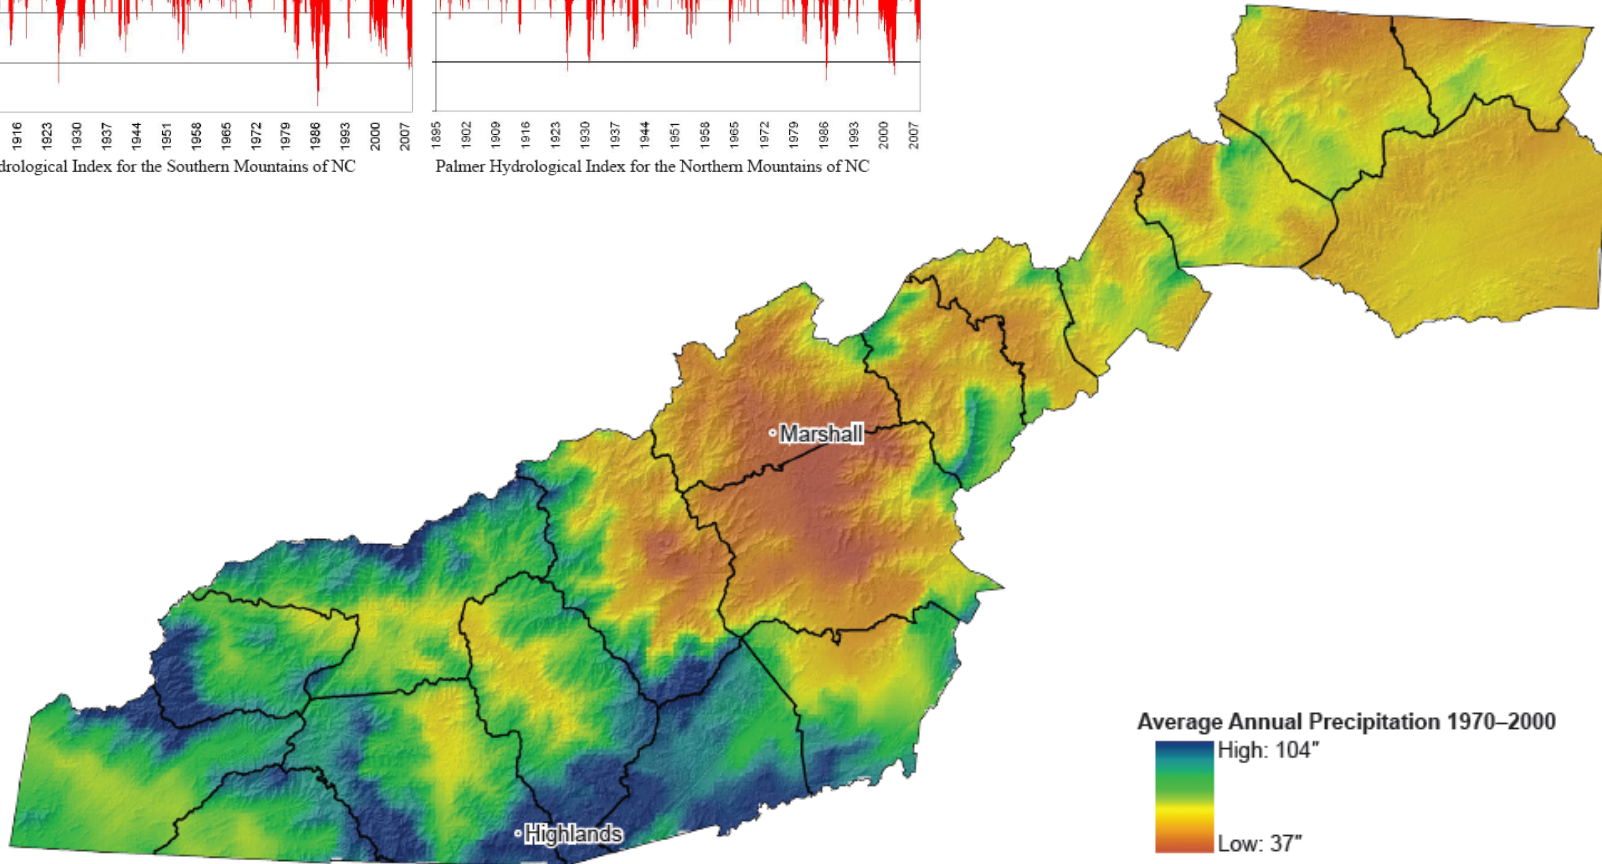 1916 1923 1930 1937 1944 1951 1958 1965 1972 1979 1986 1993 2000 2007
1895 1902 1909 1916 1923 1930 1937 1944 1951 1958 1965 1972 1979 1986 1993 2000 2007
drological Index for the Southern Mountains of NC
Palmer Hydrological Index for the Northern Mountains of NC
Marshall
Highlands
Average Annual Precipitation 1970–2000
High: 104"
Low: 37"